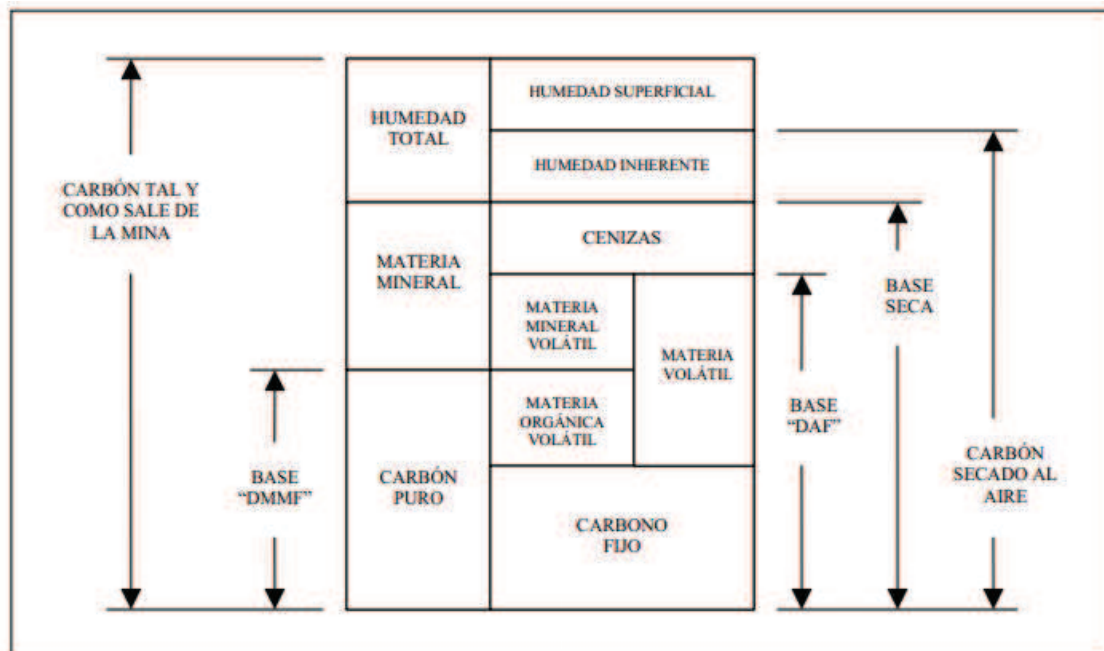 CARBÓN TAL Y
COMO SALE DE
LA MINA
BASE
“DMMF”
HUMEDAD
TOTAL
MATERIA
MINERAL
CARBÓN
PURO
HUMEDAD SUPERFICIAL
HUMEDAD INHERENTE
CENIZAS
MATERIA
MINERAL
VOLÁTIL
MATERIA
ORGÁNICA
VOLÁTIL
MATERIA
VOLÁTIL
CARBONO
FIJO
BASE
“DAF”
BASE
SECA
CARBÓN
SECADO AL
AIRE